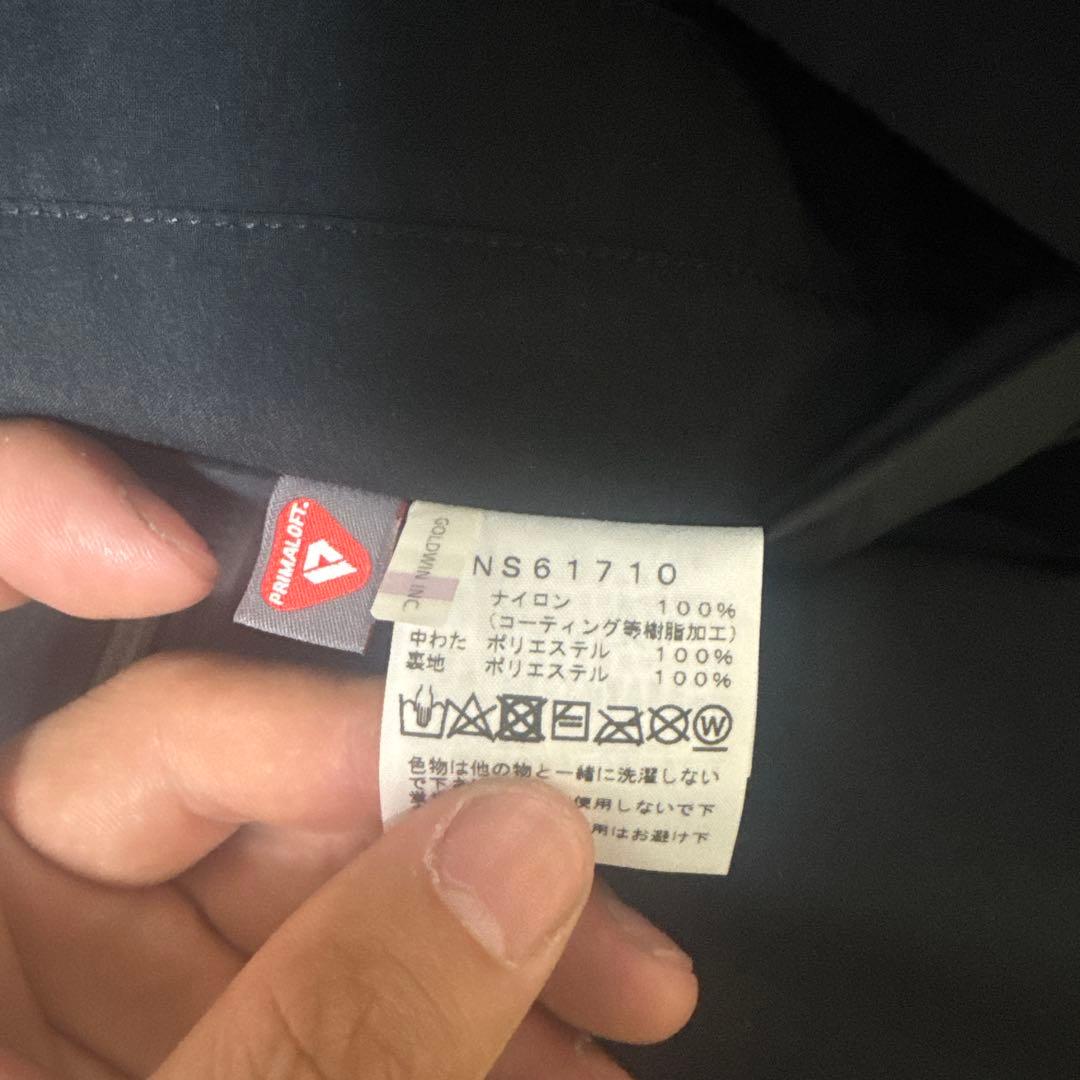 PRIMALOFT
GOLDWIN INC
NS61710
ナイロン 100%
(コーティング等樹脂加工)
中わた ポリエステル 100%
裏地 ポリエステル 100%
W
色物は他の物と一緒に洗濯しない
で下 使用しないで下
用はお避け下